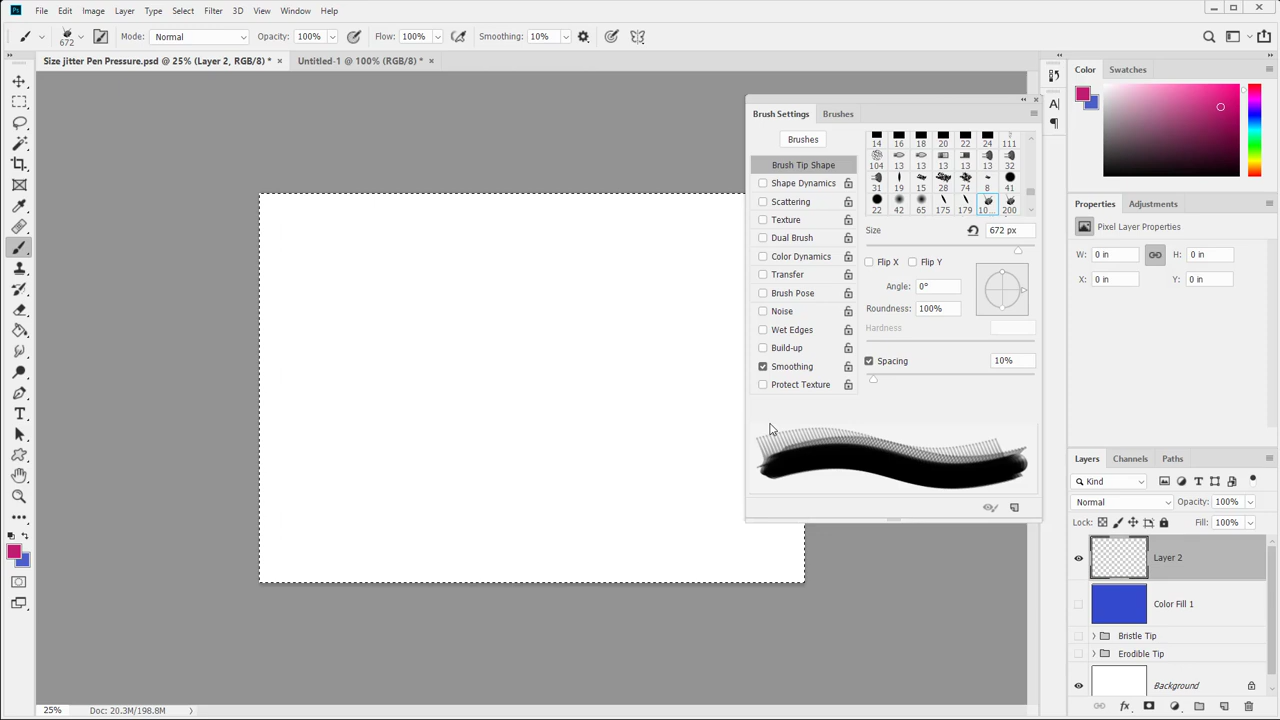 Ps File Edit Image Layer Type Select Filter 3D View Window Help
672 Mode: Normal Opacity: 100% Flow: 100% Smoothing: 10%
Size jitter Pen Pressure.psd @ 25% (Layer 2, RGB/8) * × Untitled-1 @ 100% (RGB/8) * ×
Brush Settings Brushes
Brushes
Brush Tip Shape
Shape Dynamics
Scattering
Texture
Dual Brush
Color Dynamics
Transfer
Brush Pose
Noise
Wet Edges
Build-up
Smoothing
Protect Texture
14 16 18 20 22 24 111
104 13 13 13 13 13 32
31 19 15 28 74 8 41
22 42 65 175 179 10... 200
Size 672 px
Flip X Flip Y
Angle: 0°
Roundness: 100%
Hardness
Spacing 10%
Color Swatches
Properties Adjustments
Pixel Layer Properties
W: 0 in H: 0 in
X: 0 in Y: 0 in
Layers Channels Paths
Kind
Normal Opacity: 100%
Lock: Fill: 100%
Layer 2
Color Fill 1
Bristle Tip
Erodible Tip
Background
25% Doc: 20.3M/198.8M